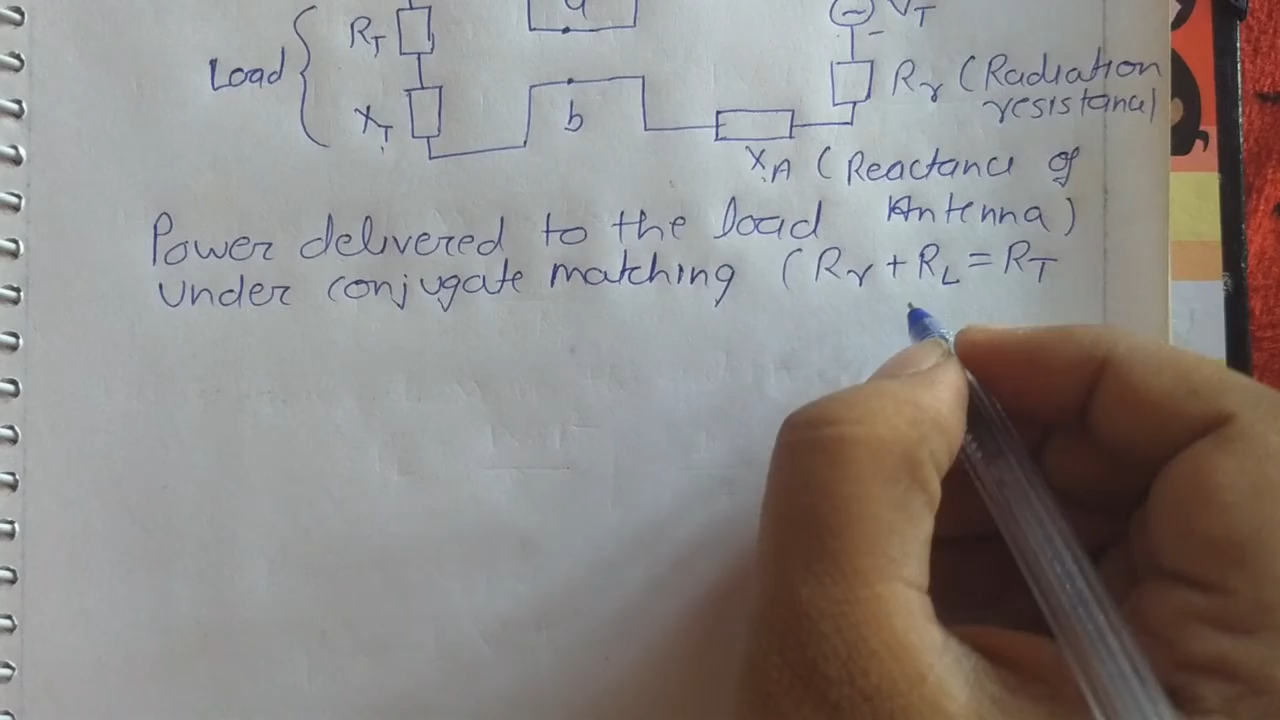 a
V_T
R_T
Load
X_T
R_r (Radiation
resistance)
b
X_A (Reactance of
Antenna)
Power delivered to the load
under conjugate matching (R_r + R_L = R_T